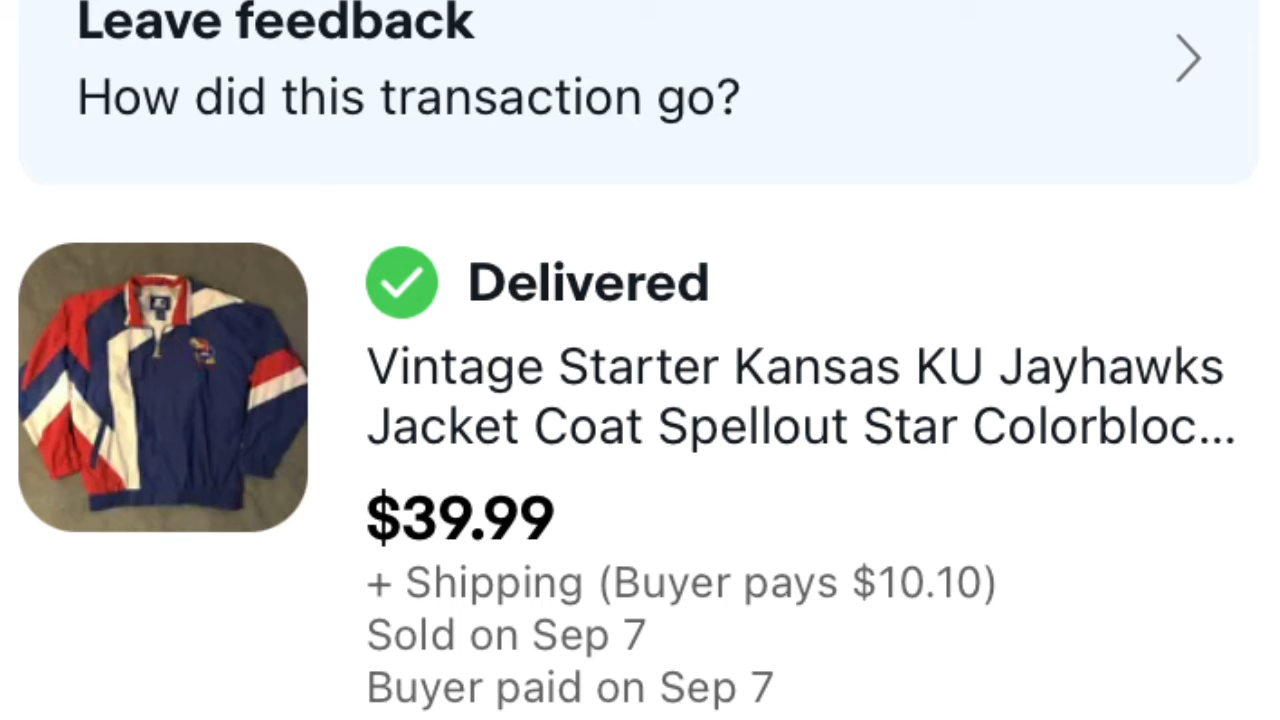 Leave feedback
How did this transaction go?
Delivered
Vintage Starter Kansas KU Jayhawks
Jacket Coat Spellout Star Colorbloc...
$39.99
+ Shipping (Buyer pays $10.10)
Sold on Sep 7
Buyer paid on Sep 7